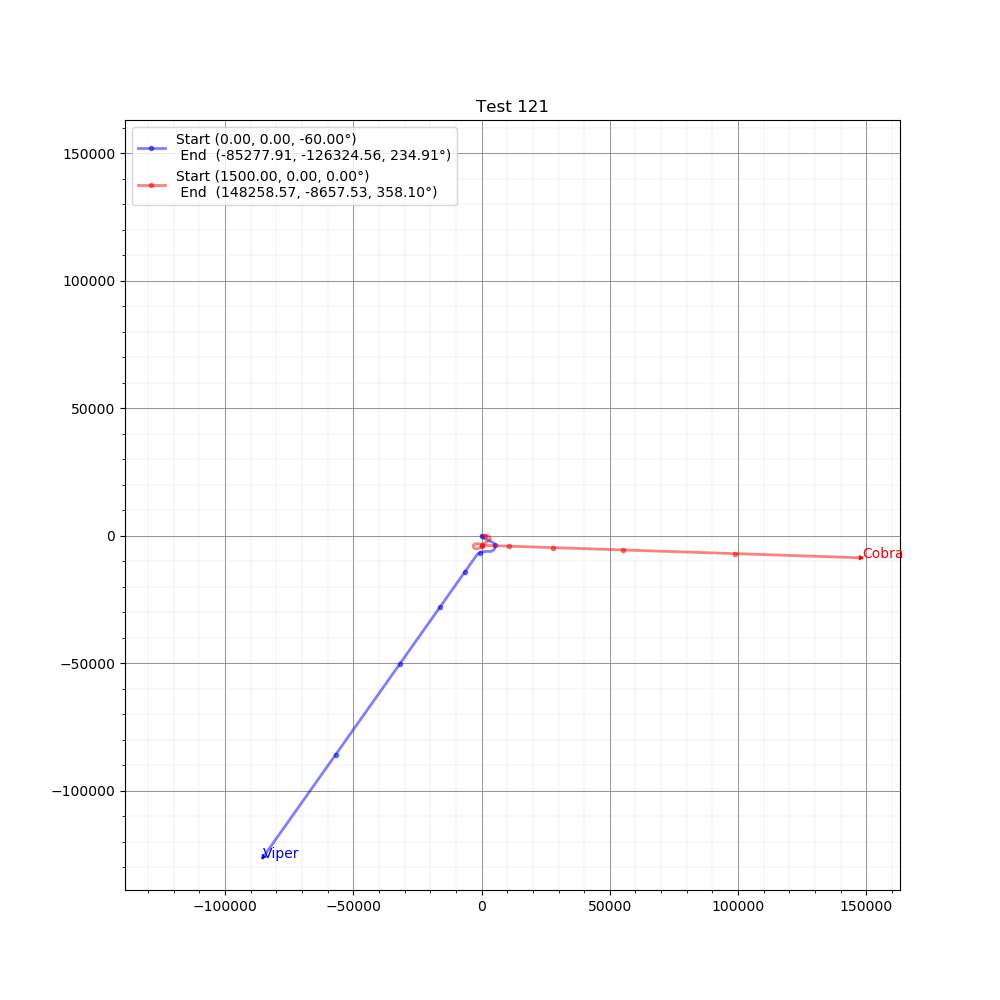 Test 121
Start (0.00, 0.00, -60.00°)
End  (-85277.91, -126324.56, 234.91°)
Start (1500.00, 0.00, 0.00°)
End  (148258.57, -8657.53, 358.10°)
150000
100000
50000
0
Cobra
−50000
−100000
Viper
−100000 −50000 0 50000 100000 150000